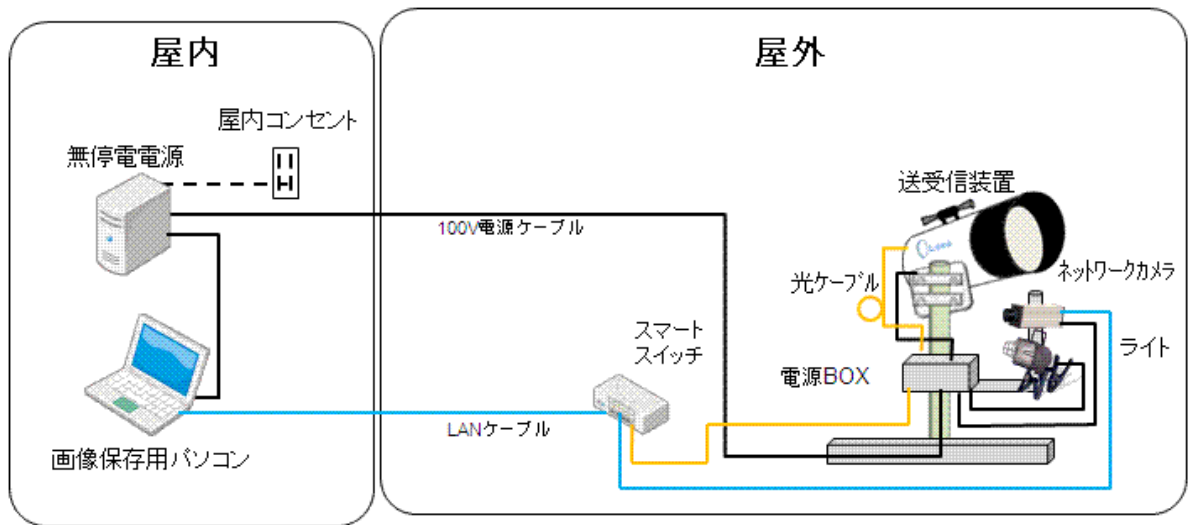 屋内
屋外
屋内コンセント
無停電電源
100V電源ケーブル
送受信装置
光ケーブル
ネットワークカメラ
スマート
スイッチ
電源BOX
ライト
LANケーブル
画像保存用パソコン